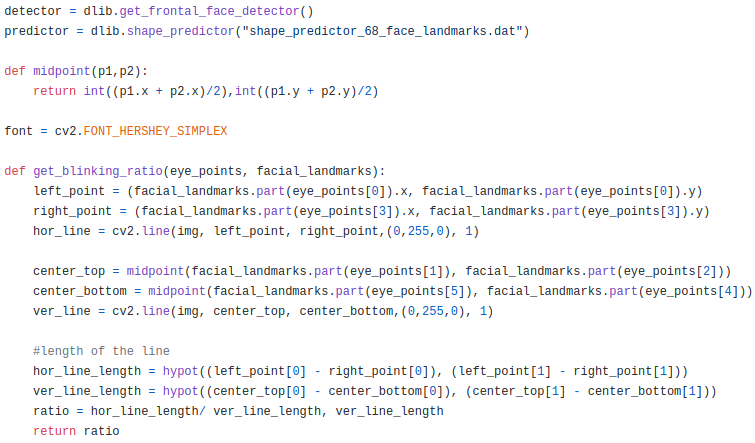 detector = dlib.get_frontal_face_detector()
predictor = dlib.shape_predictor("shape_predictor_68_face_landmarks.dat")

def midpoint(p1,p2):
    return int((p1.x + p2.x)/2),int((p1.y + p2.y)/2)

font = cv2.FONT_HERSHEY_SIMPLEX

def get_blinking_ratio(eye_points, facial_landmarks):
    left_point = (facial_landmarks.part(eye_points[0]).x, facial_landmarks.part(eye_points[0]).y)
    right_point = (facial_landmarks.part(eye_points[3]).x, facial_landmarks.part(eye_points[3]).y)
    hor_line = cv2.line(img, left_point, right_point,(0,255,0), 1)

    center_top = midpoint(facial_landmarks.part(eye_points[1]), facial_landmarks.part(eye_points[2]))
    center_bottom = midpoint(facial_landmarks.part(eye_points[5]), facial_landmarks.part(eye_points[4]))
    ver_line = cv2.line(img, center_top, center_bottom,(0,255,0), 1)

    #length of the line
    hor_line_length = hypot((left_point[0] - right_point[0]), (left_point[1] - right_point[1]))
    ver_line_length = hypot((center_top[0] - center_bottom[0]), (center_top[1] - center_bottom[1]))
    ratio = hor_line_length/ ver_line_length, ver_line_length
    return ratio